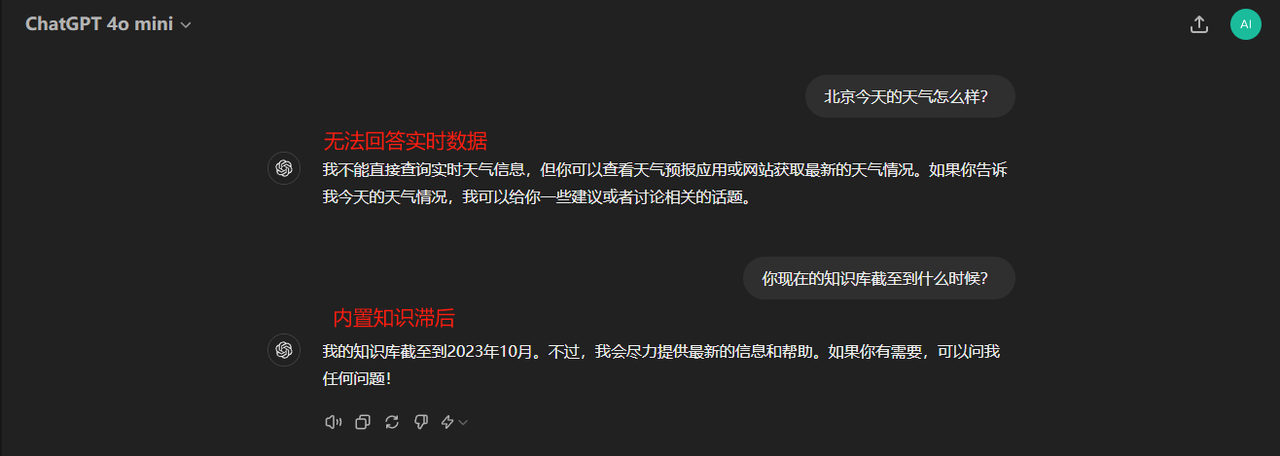 ChatGPT 4o mini
AI
北京今天的天气怎么样？
无法回答实时数据
我不能直接查询实时天气信息，但你可以查看天气预报应用或网站获取最新的天气情况。如果你告诉
我今天的天气情况，我可以给你一些建议或者讨论相关的话题。
你现在的知识库截至到什么时候？
内置知识滞后
我的知识库截至到2023年10月。不过，我会尽力提供最新的信息和帮助。如果你有需要，可以问我
任何问题！